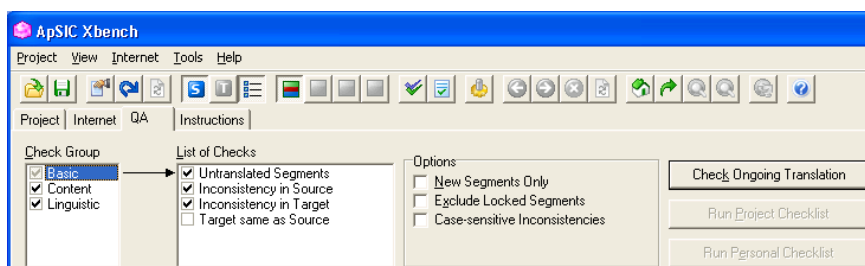 ApSIC Xbench
Project View Internet Tools Help
S T
Project Internet QA Instructions
Check Group
Basic
Content
Linguistic
List of Checks
Untranslated Segments
Inconsistency in Source
Inconsistency in Target
Target same as Source
Options
New Segments Only
Exclude Locked Segments
Case-sensitive Inconsistencies
Check Ongoing Translation
Run Project Checklist
Run Personal Checklist